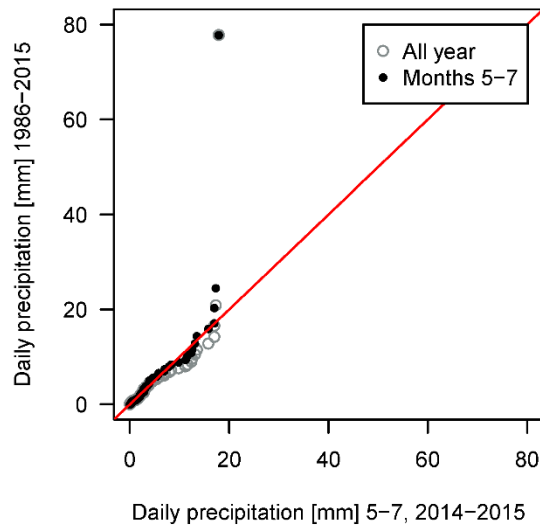 Daily precipitation [mm] 1986−2015
80
60
40
20
0
All year
Months 5−7
0 20 40 60 80
Daily precipitation [mm] 5−7, 2014−2015